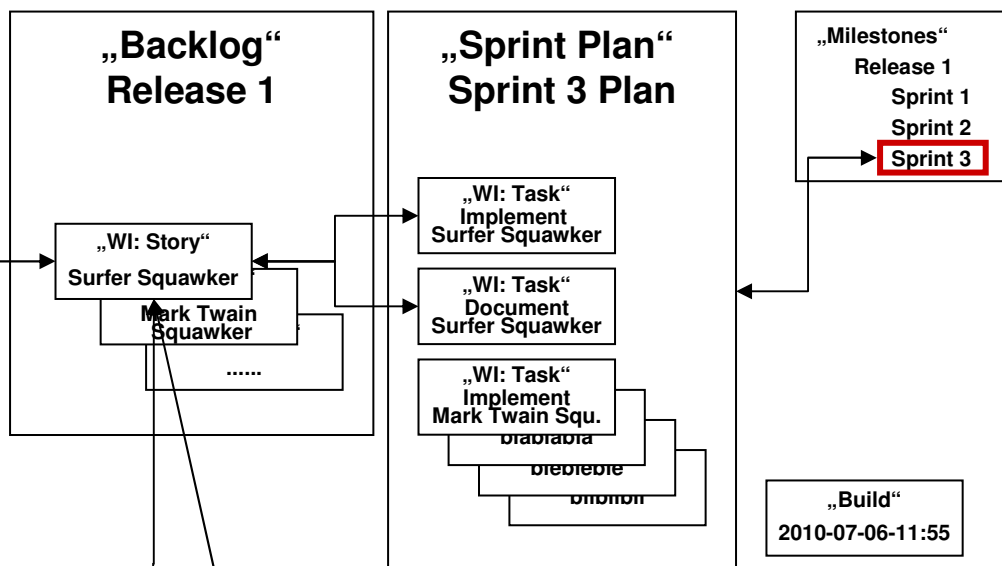 „Backlog“
Release 1
„WI: Story“
Surfer Squawker
Mark Twain
Squawker
......
„Sprint Plan“
Sprint 3 Plan
„WI: Task“
Implement
Surfer Squawker
„WI: Task“
Document
Surfer Squawker
„WI: Task“
Implement
Mark Twain Squ.
blablabla
blebleble
bliblibli
„Milestones“
Release 1
Sprint 1
Sprint 2
Sprint 3
„Build“
2010-07-06-11:55